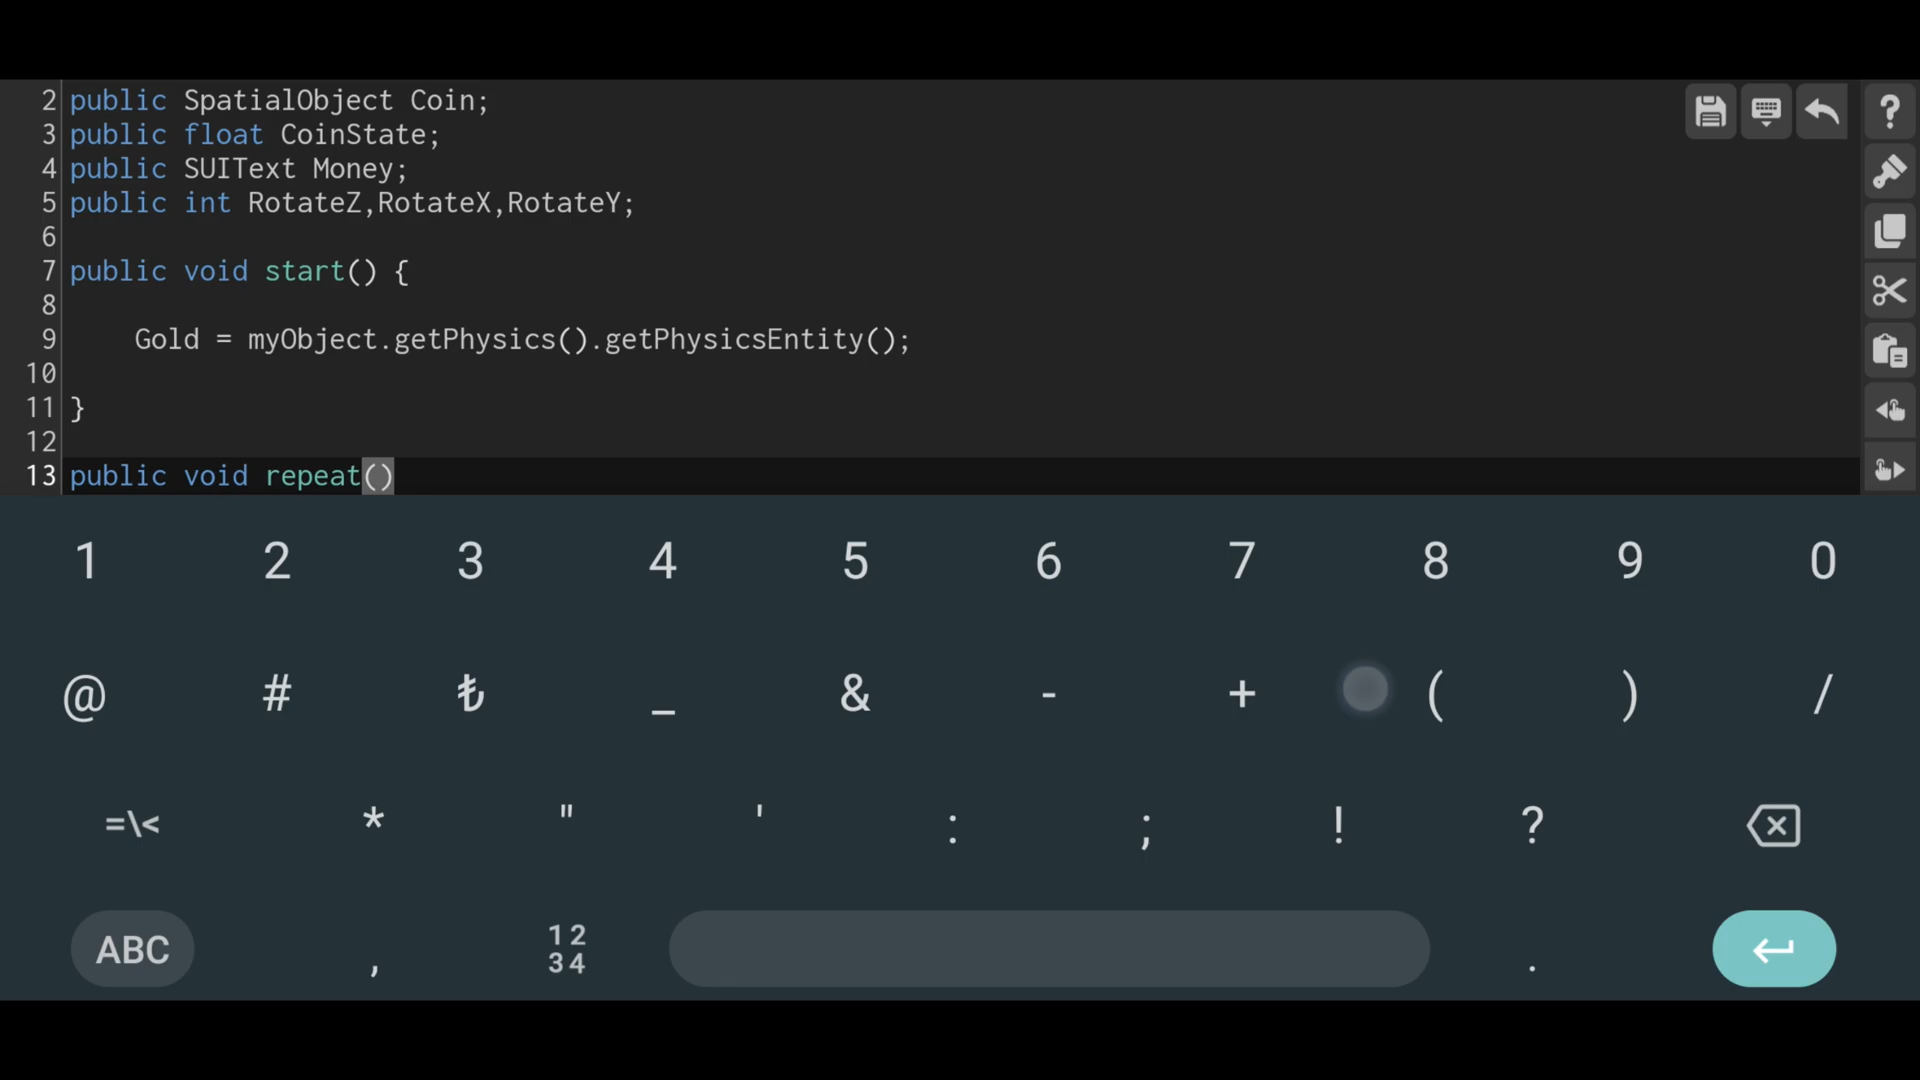 2 public SpatialObject Coin;
3 public float CoinState;
4 public SUIText Money;
5 public int RotateZ,RotateX,RotateY;
6
7 public void start() {
8
9     Gold = myObject.getPhysics().getPhysicsEntity();
10
11 }
12
13 public void repeat()
?
1 2 3 4 5 6 7 8 9 0
@ # ₺ _ & - + ( ) /
=\< * " ' : ; ! ?
ABC , 12 .
34